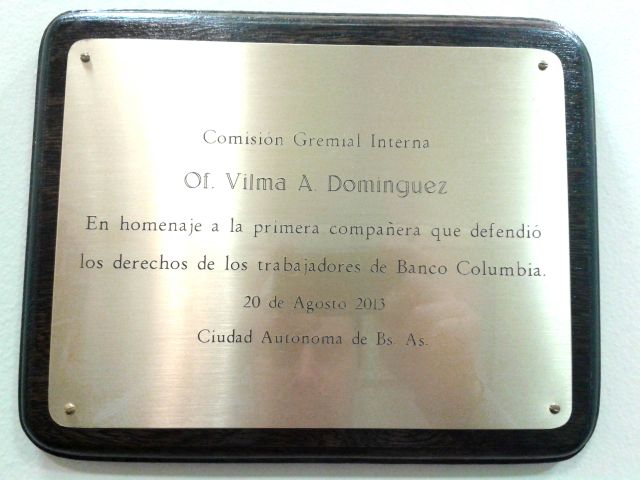 Comisión Gremial Interna
Of. Vilma A. Dominguez
En homenaje a la primera compañera que defendió
los derechos de los trabajadores de Banco Columbia.
20 de Agosto 2013
Ciudad Autonoma de Bs. As.